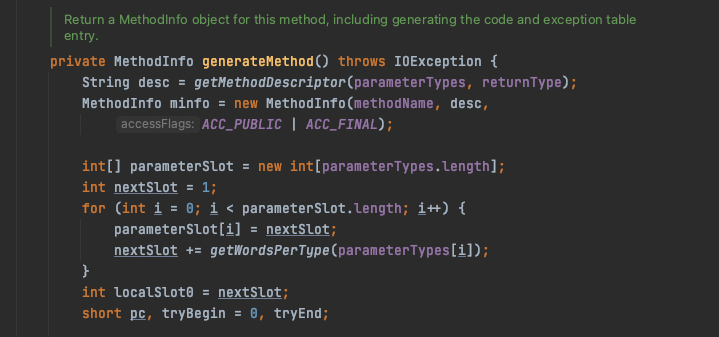 Return a MethodInfo object for this method, including generating the code and exception table
entry.
private MethodInfo generateMethod() throws IOException {
String desc = getMethodDescriptor(parameterTypes, returnType);
MethodInfo minfo = new MethodInfo(methodName, desc,
accessFlags: ACC_PUBLIC | ACC_FINAL);
int[] parameterSlot = new int[parameterTypes.length];
int nextSlot = 1;
for (int i = 0; i < parameterSlot.length; i++) {
parameterSlot[i] = nextSlot;
nextSlot += getWordsPerType(parameterTypes[i]);
}
int localSlot0 = nextSlot;
short pc, tryBegin = 0, tryEnd;